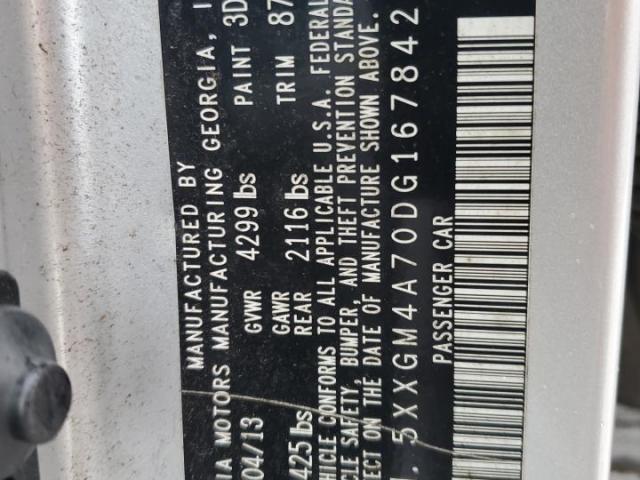 MANUFACTURED BY
IA MOTORS MANUFACTURING GEORGIA, I
04/13 GVWR 4299 lbs PAINT 3D
425 lbs GAWR REAR 2116 lbs TRIM 87
HICLE CONFORMS TO ALL APPLICABLE U.S.A. FEDERAL
CLE SAFETY, BUMPER, AND THEFT PREVENTION STANDA
ECT ON THE DATE OF MANUFACTURE SHOWN ABOVE.
. 5XXGM4A70DG167842
PASSENGER CAR